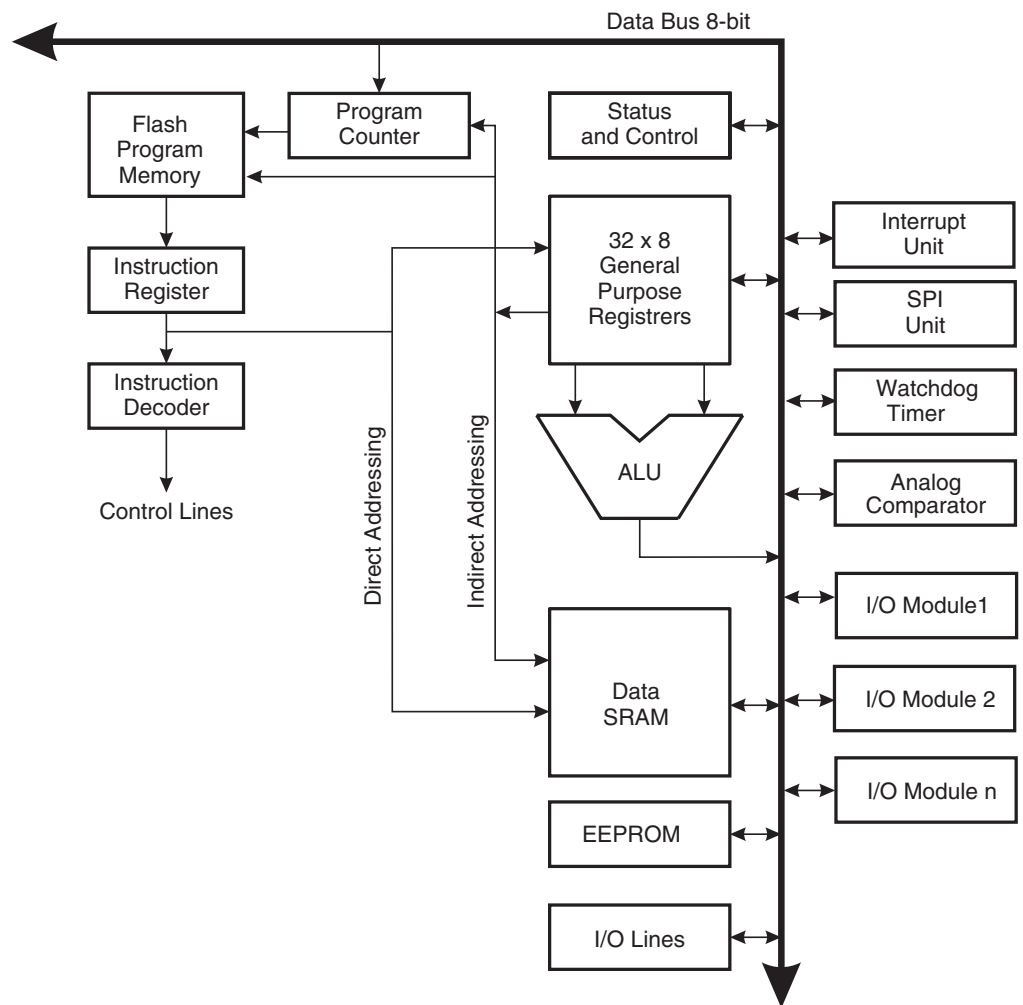 Data Bus 8-bit
Flash
Program
Memory
Program
Counter
Status
and Control
32 x 8
General
Purpose
Registrers
Interrupt
Unit
Instruction
Register
SPI
Unit
Instruction
Decoder
Watchdog
Timer
Control Lines
Direct Addressing
Indirect Addressing
ALU
Analog
Comparator
I/O Module1
Data
SRAM
I/O Module 2
I/O Module n
EEPROM
I/O Lines